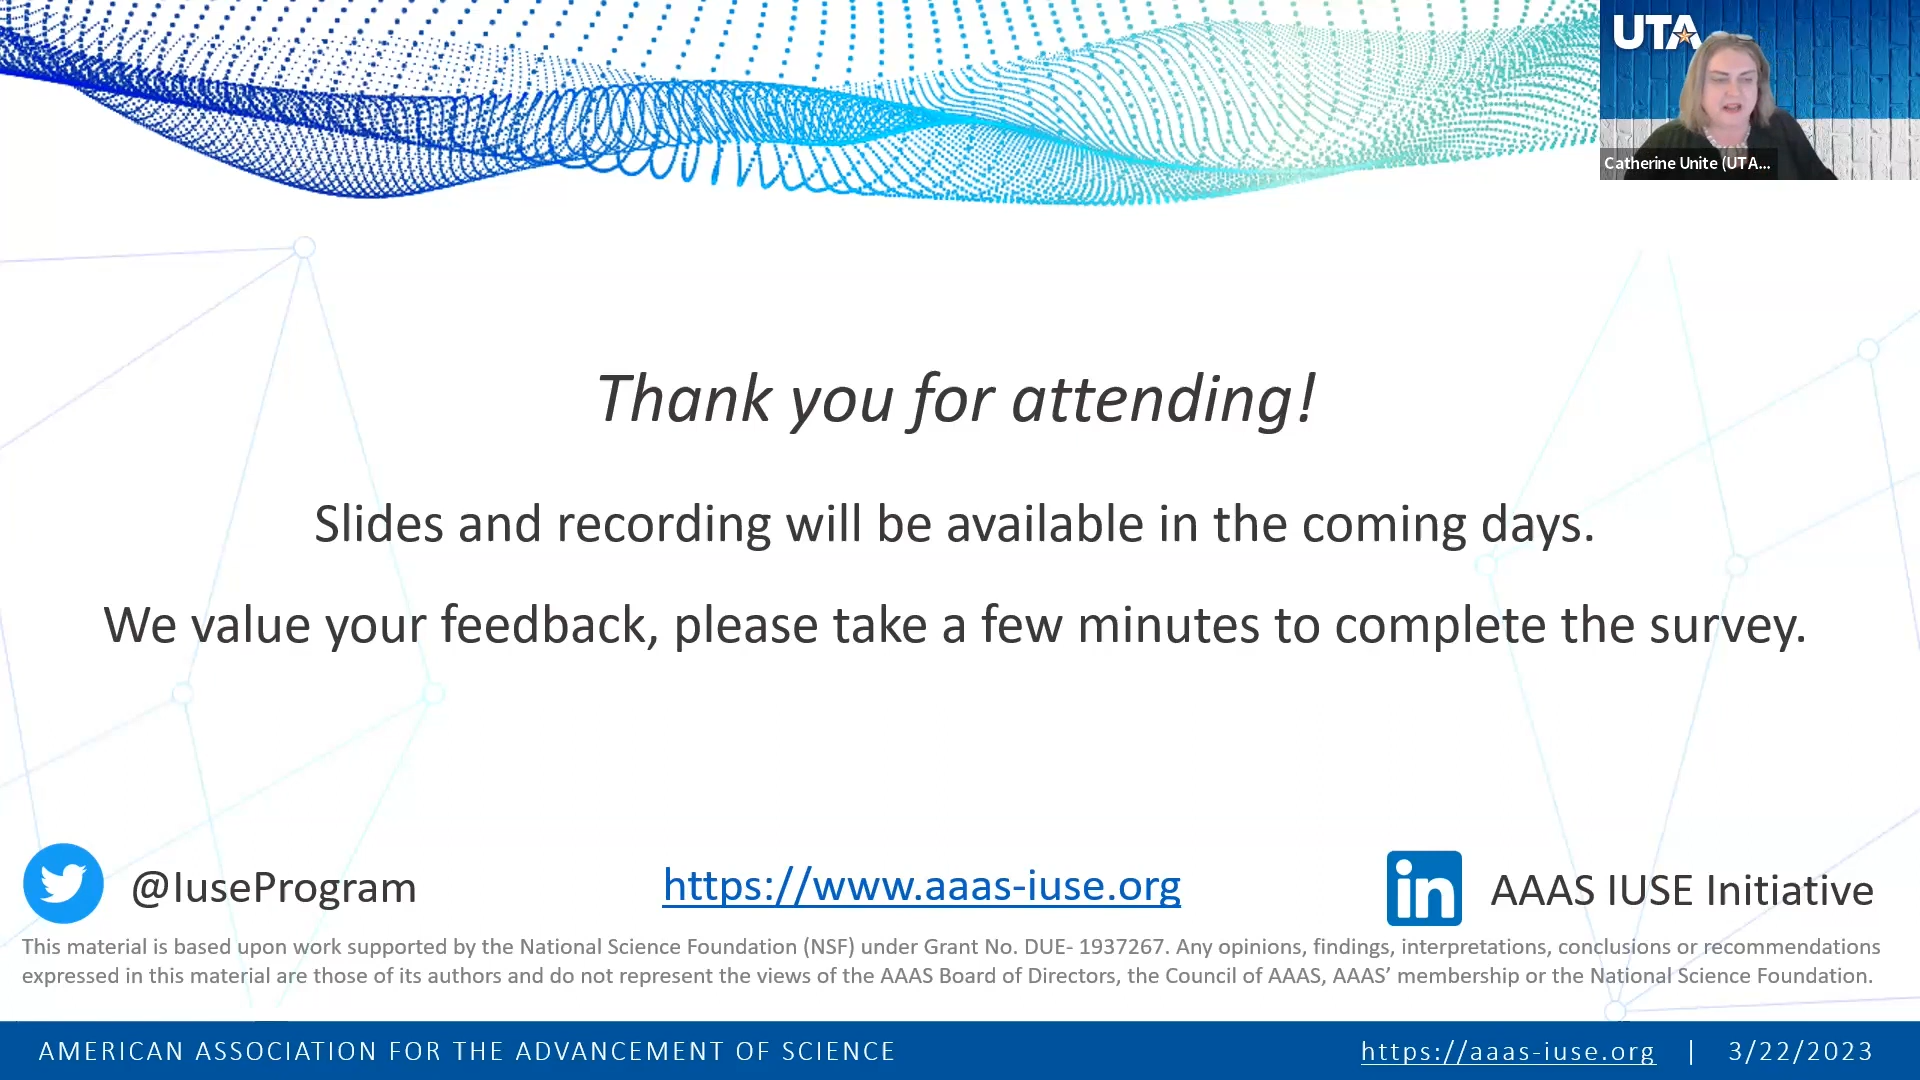 UTA
Catherine Unite (UTA...
Thank you for attending!
Slides and recording will be available in the coming days.
We value your feedback, please take a few minutes to complete the survey.
@IuseProgram
https://www.aaas-iuse.org
in
AAAS IUSE Initiative
This material is based upon work supported by the National Science Foundation (NSF) under Grant No. DUE- 1937267. Any opinions, findings, interpretations, conclusions or recommendations
expressed in this material are those of its authors and do not represent the views of the AAAS Board of Directors, the Council of AAAS, AAAS’ membership or the National Science Foundation.
AMERICAN ASSOCIATION FOR THE ADVANCEMENT OF SCIENCE
https://aaas-iuse.org | 3/22/2023